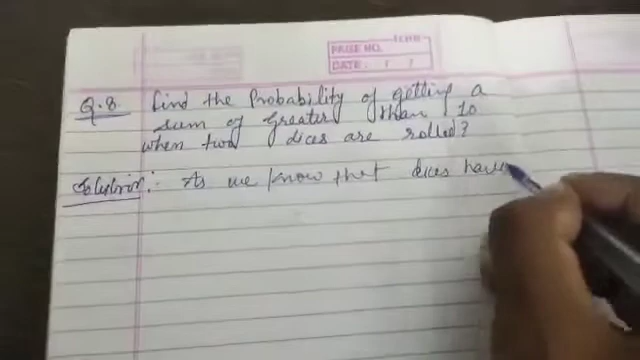 PAGE NO.
DATE: / /
Q.8 find the Probability of getting a
sum of Greater than 10
when two dices are rolled?
Solution:- As we know that dices have